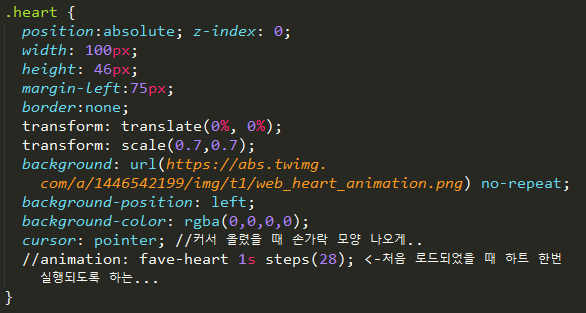 .heart {
position:absolute; z-index: 0;
width: 100px;
height: 46px;
margin-left:75px;
border:none;
transform: translate(0%, 0%);
transform: scale(0.7,0.7);
background: url(https://abs.twimg.
com/a/1446542199/img/t1/web_heart_animation.png) no-repeat;
background-position: left;
background-color: rgba(0,0,0,0);
cursor: pointer; //커서 올렸을 때 손가락 모양 나오게..
//animation: fave-heart 1s steps(28); <-처음 로드되었을 때 하트 한번
실행되도록 하는...
}